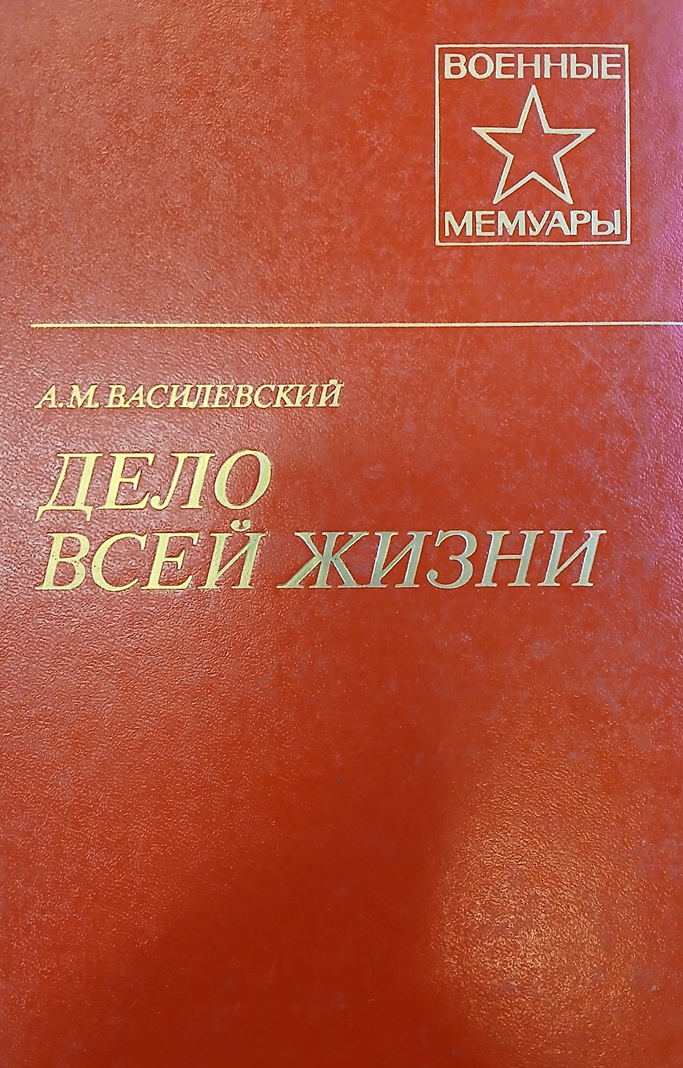 ВОЕННЫЕ
МЕМУАРЫ
А.М.ВАСИЛЕВСКИЙ
ДЕЛО
ВСЕЙ ЖИЗНИ